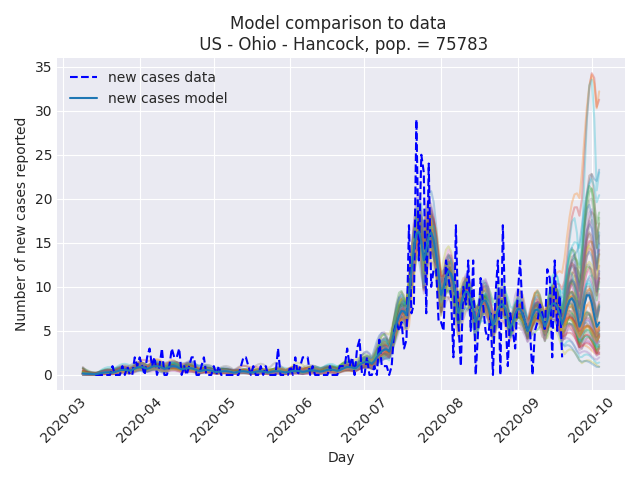 Model comparison to data
US - Ohio - Hancock, pop. = 75783
new cases data
new cases model
Number of new cases reported
35
30
25
20
15
10
5
0
2020-03
2020-04
2020-05
2020-06
2020-07
2020-08
2020-09
2020-10
Day